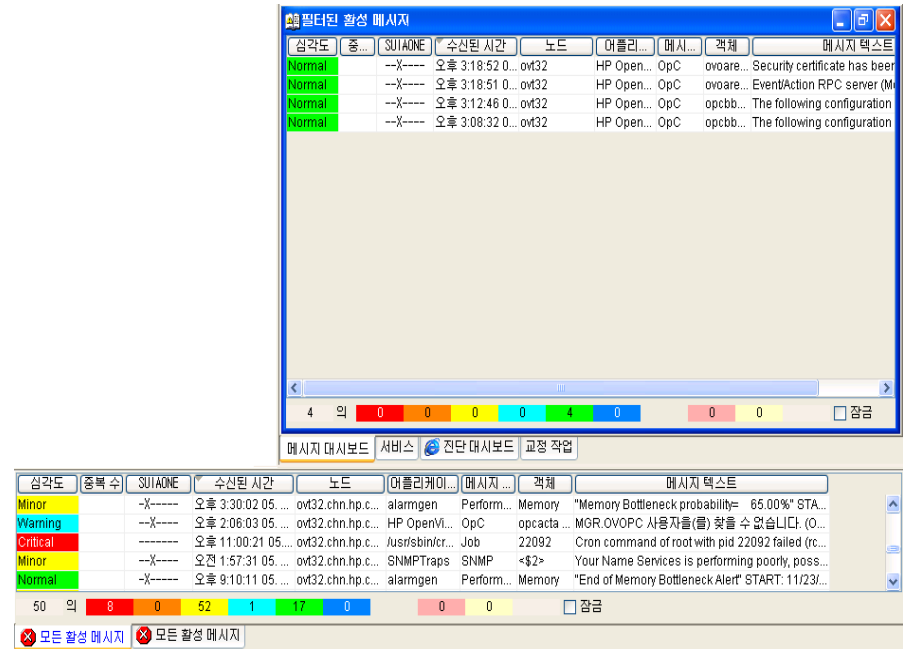 필터된 활성 메시지
심각도 중... SUIAONE 수신된 시간 노드 어플리... 메시... 객체 메시지 텍스트
Normal --X---- 오후 3:18:52 0... ovt32 HP Open... OpC ovoare... Security certificate has been
Normal --X---- 오후 3:18:51 0... ovt32 HP Open... OpC ovoare... Event/Action RPC server (Mo
Normal --X---- 오후 3:12:46 0... ovt32 HP Open... OpC opcbb... The following configuration
Normal --X---- 오후 3:08:32 0... ovt32 HP Open... OpC opcbb... The following configuration
4 의 0 0 0 0 4 0 0 0 잠금
메시지 대시보드 서비스 진단 대시보드 교정 작업
심각도 중복 수 SUIAONE 수신된 시간 노드 어플리케이... 메시지 ... 객체 메시지 텍스트
Minor -X----- 오후 3:30:02 05. ... ovt32.chn.hp.c... alarmgen Perform... Memory "Memory Bottleneck probability= 65.00%" STA...
Warning --X---- 오후 2:06:03 05. ... ovt32.chn.hp.c... HP OpenVi... OpC opcacta ... MGR.OVOPC 사용자을(를) 찾을 수 없습니다. (O...
Critical ------- 오후 11:00:21 05. ... ovt32.chn.hp.c... /usr/sbin/cr... Job 22092 Cron command of root with pid 22092 failed (rc...
Minor --X---- 오전 1:57:31 05. ... ovt32.chn.hp.c... SNMPTraps SNMP <$2> Your Name Services is performing poorly, poss...
Normal -X----- 오후 9:10:11 05. ... ovt32.chn.hp.c... alarmgen Perform... Memory "End of Memory Bottleneck Alert" START: 11/23/...
50 의 8 0 52 1 17 0 0 0 잠금
모든 활성 메시지 모든 활성 메시지